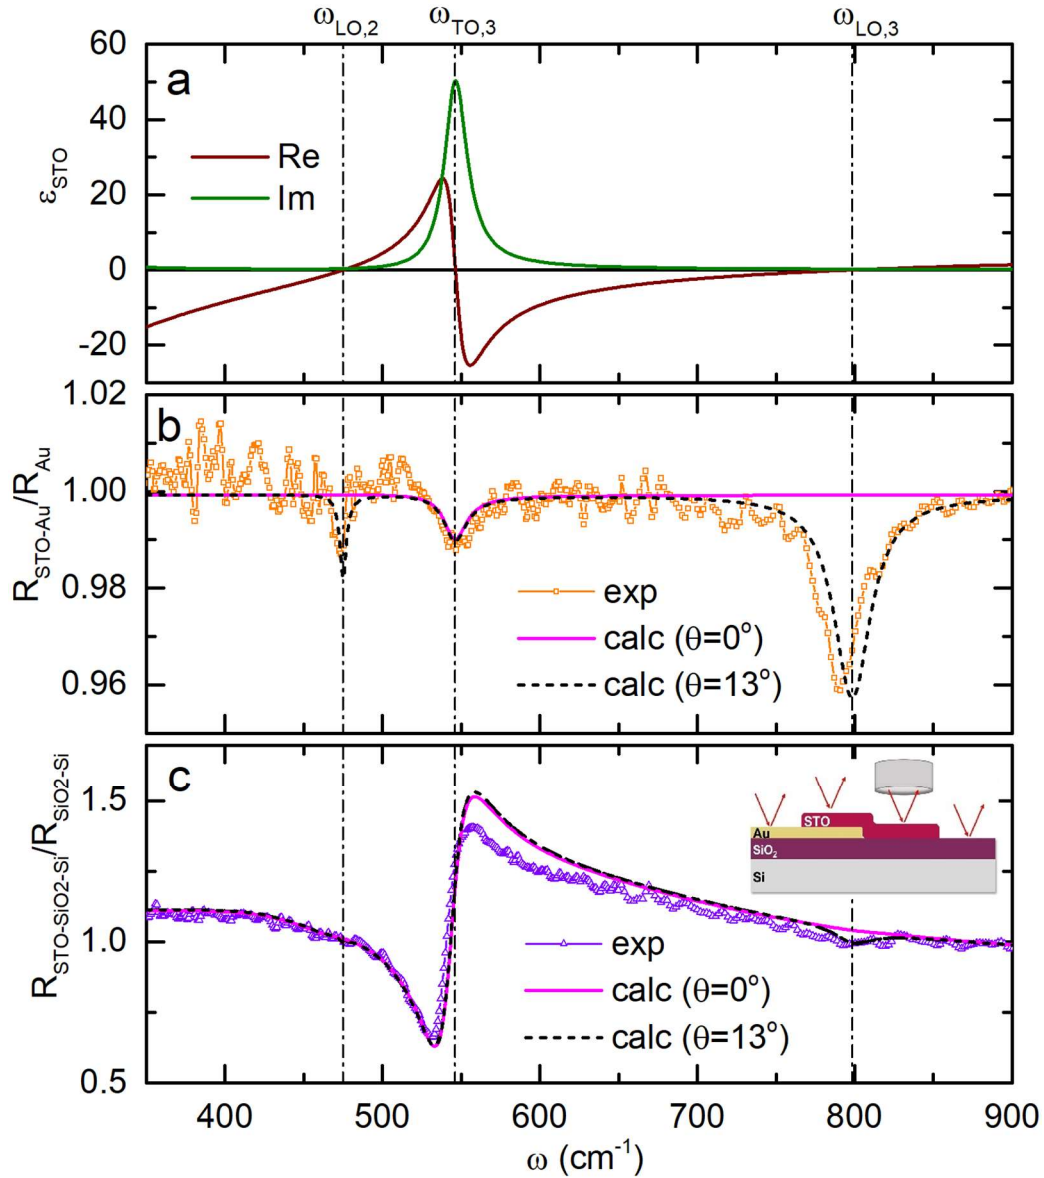 ω_LO,2 ω_TO,3 ω_LO,3
a
60
40
20
0
-20
ε_STO
Re
Im
b
1.02
1.00
0.98
0.96
R_STO-Au/R_Au
exp
calc (θ=0°)
calc (θ=13°)
c
1.5
1.0
0.5
R_STO-SiO2-Si/R_SiO2-Si
STO
Au
SiO₂
Si
exp
calc (θ=0°)
calc (θ=13°)
400 500 600 700 800 900
ω (cm⁻¹)